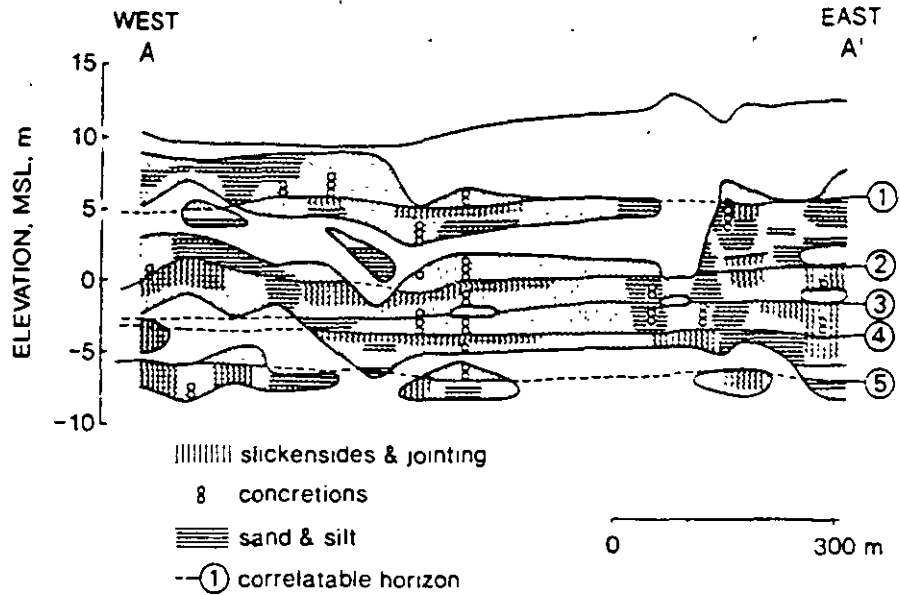 WEST
A
EAST
A'
ELEVATION, MSL, m
15
10
5
0
−5
−10
①
②
③
④
⑤
slickensides & jointing
concretions
sand & silt
① correlatable horizon
0 300 m